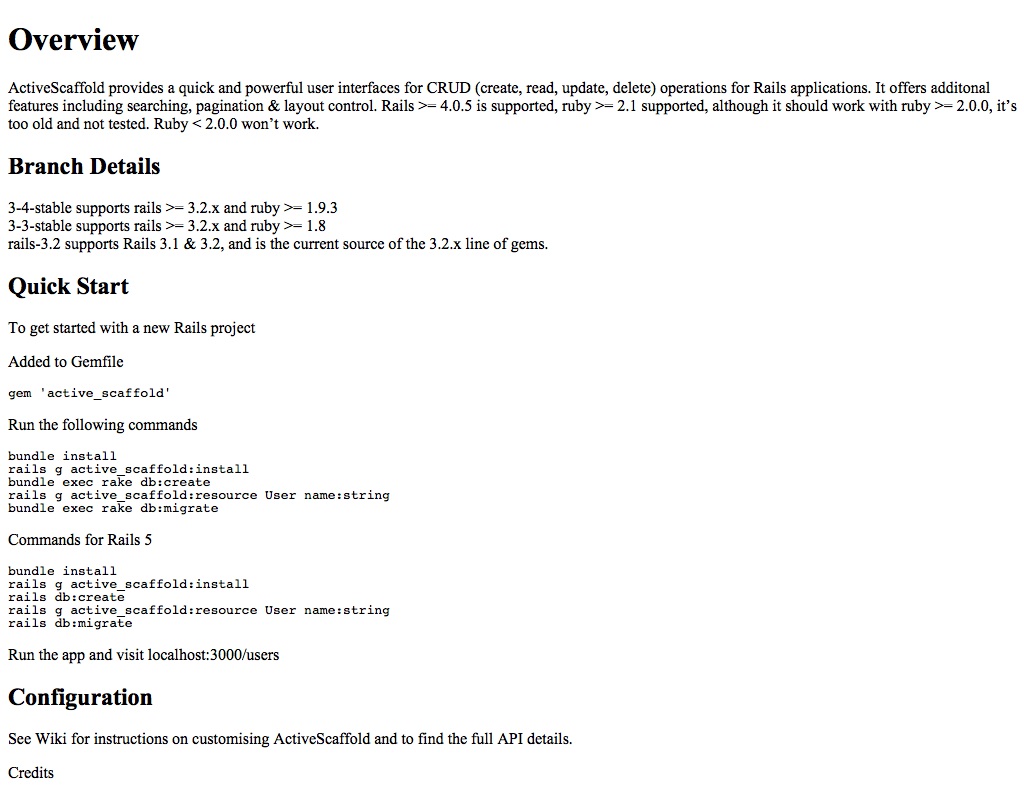 Overview
ActiveScaffold provides a quick and powerful user interfaces for CRUD (create, read, update, delete) operations for Rails applications. It offers additonal
features including searching, pagination & layout control. Rails >= 4.0.5 is supported, ruby >= 2.1 supported, although it should work with ruby >= 2.0.0, it’s
too old and not tested. Ruby < 2.0.0 won’t work.
Branch Details
3-4-stable supports rails >= 3.2.x and ruby >= 1.9.3
3-3-stable supports rails >= 3.2.x and ruby >= 1.8
rails-3.2 supports Rails 3.1 & 3.2, and is the current source of the 3.2.x line of gems.
Quick Start
To get started with a new Rails project
Added to Gemfile
gem 'active_scaffold'
Run the following commands
bundle install
rails g active_scaffold:install
bundle exec rake db:create
rails g active_scaffold:resource User name:string
bundle exec rake db:migrate
Commands for Rails 5
bundle install
rails g active_scaffold:install
rails db:create
rails g active_scaffold:resource User name:string
rails db:migrate
Run the app and visit localhost:3000/users
Configuration
See Wiki for instructions on customising ActiveScaffold and to find the full API details.
Credits